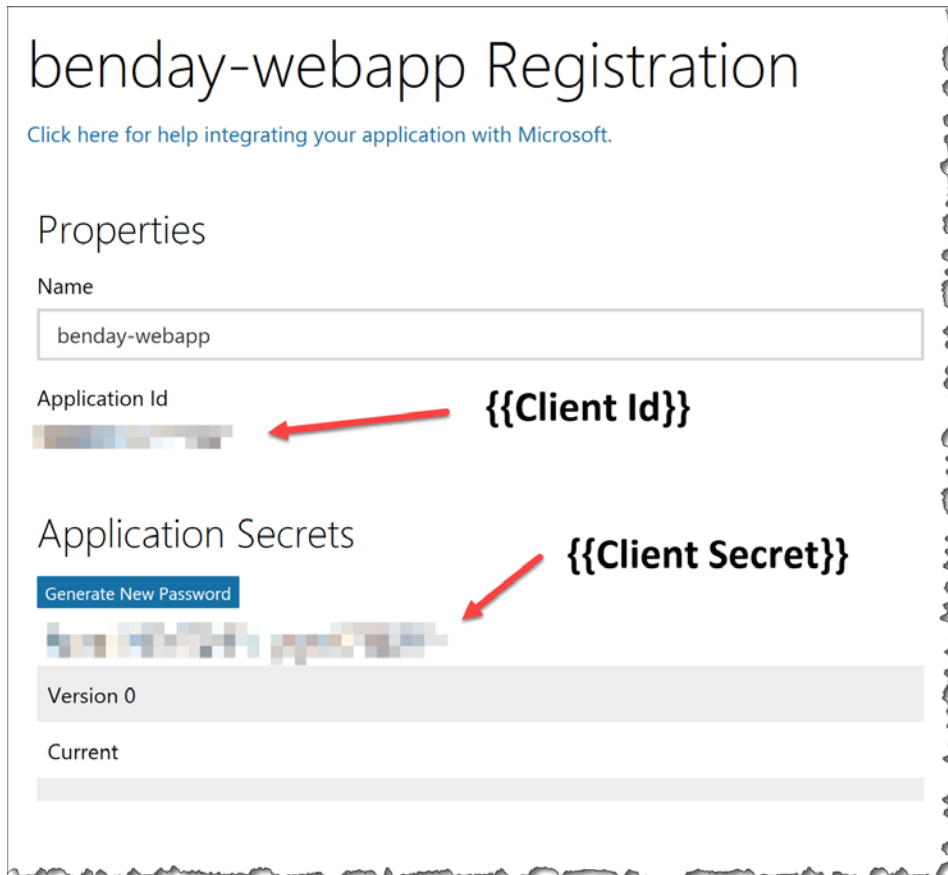 benday-webapp Registration
Click here for help integrating your application with Microsoft.
Properties
Name
benday-webapp
Application Id
{{Client Id}}
Application Secrets
{{Client Secret}}
Generate New Password
Version 0
Current